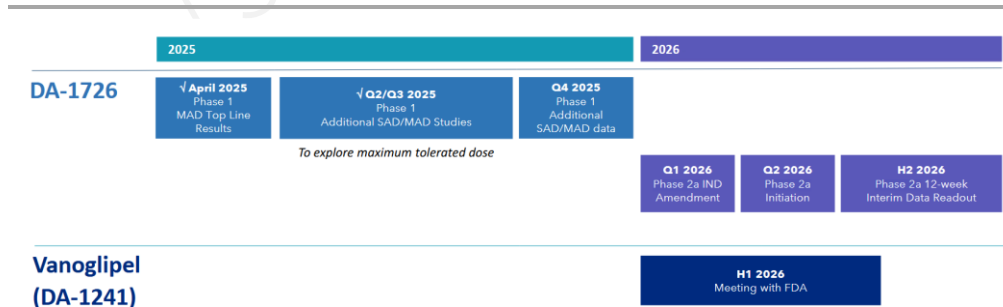 2025
2026
DA-1726
√ April 2025
Phase 1
MAD Top Line
Results
√ Q2/Q3 2025
Phase 1
Additional SAD/MAD Studies
Q4 2025
Phase 1
Additional
SAD/MAD data
To explore maximum tolerated dose
Q1 2026
Phase 2a IND
Amendment
Q2 2026
Phase 2a
Initiation
H2 2026
Phase 2a 12-week
Interim Data Readout
Vanoglipel
(DA-1241)
H1 2026
Meeting with FDA